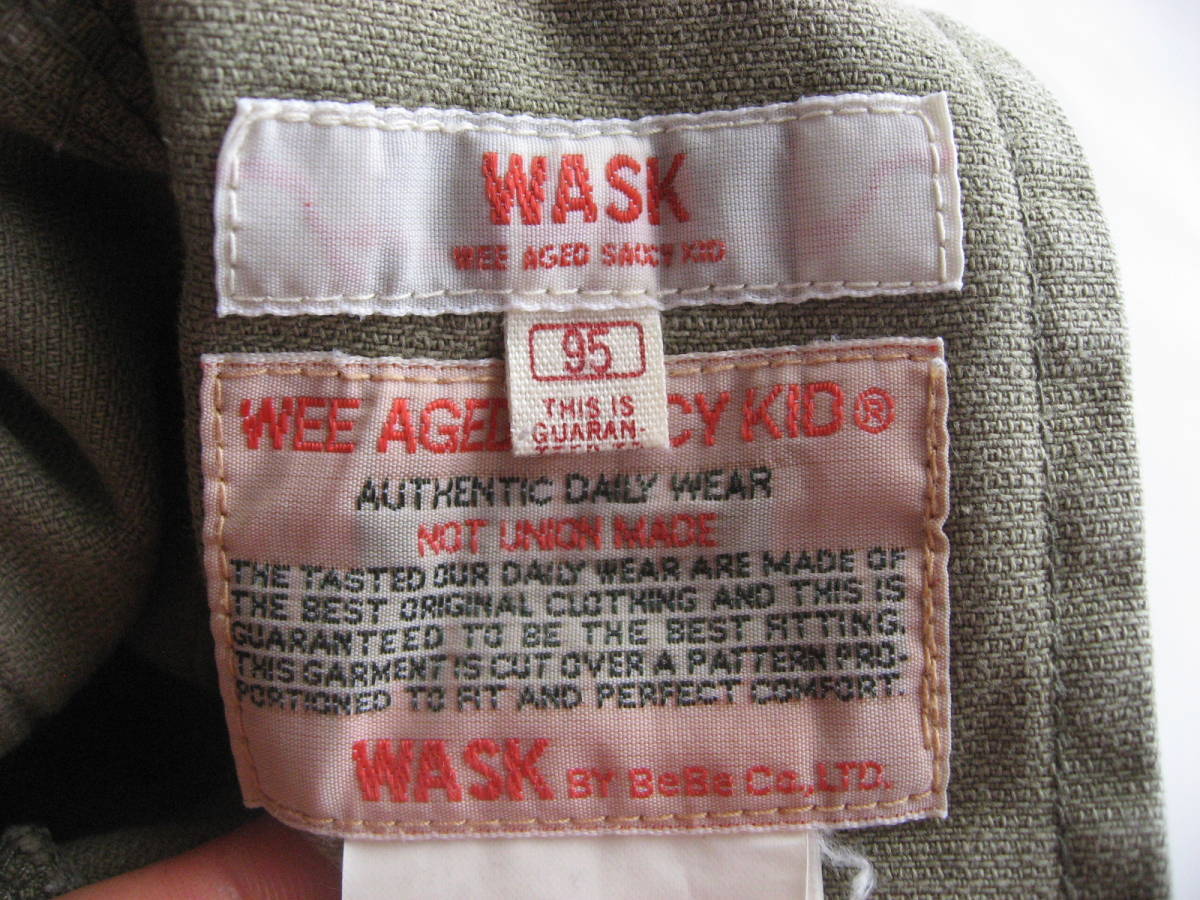 WASK
WEE AGED SAUCY KID
95
THIS IS
GUARAN-
WEE AGED CY KID®
AUTHENTIC DAILY WEAR
NOT UNION MADE
THE TASTED OUR DAILY WEAR ARE MADE OF
THE BEST ORIGINAL CLOTHING AND THIS IS
GUARANTEED TO BE THE BEST FITTING.
THIS GARMENT IS CUT OVER A PATTERN PRO-
PORTIONED TO FIT AND PERFECT COMFORT.
WASK BY BeBe Co.,LTD.